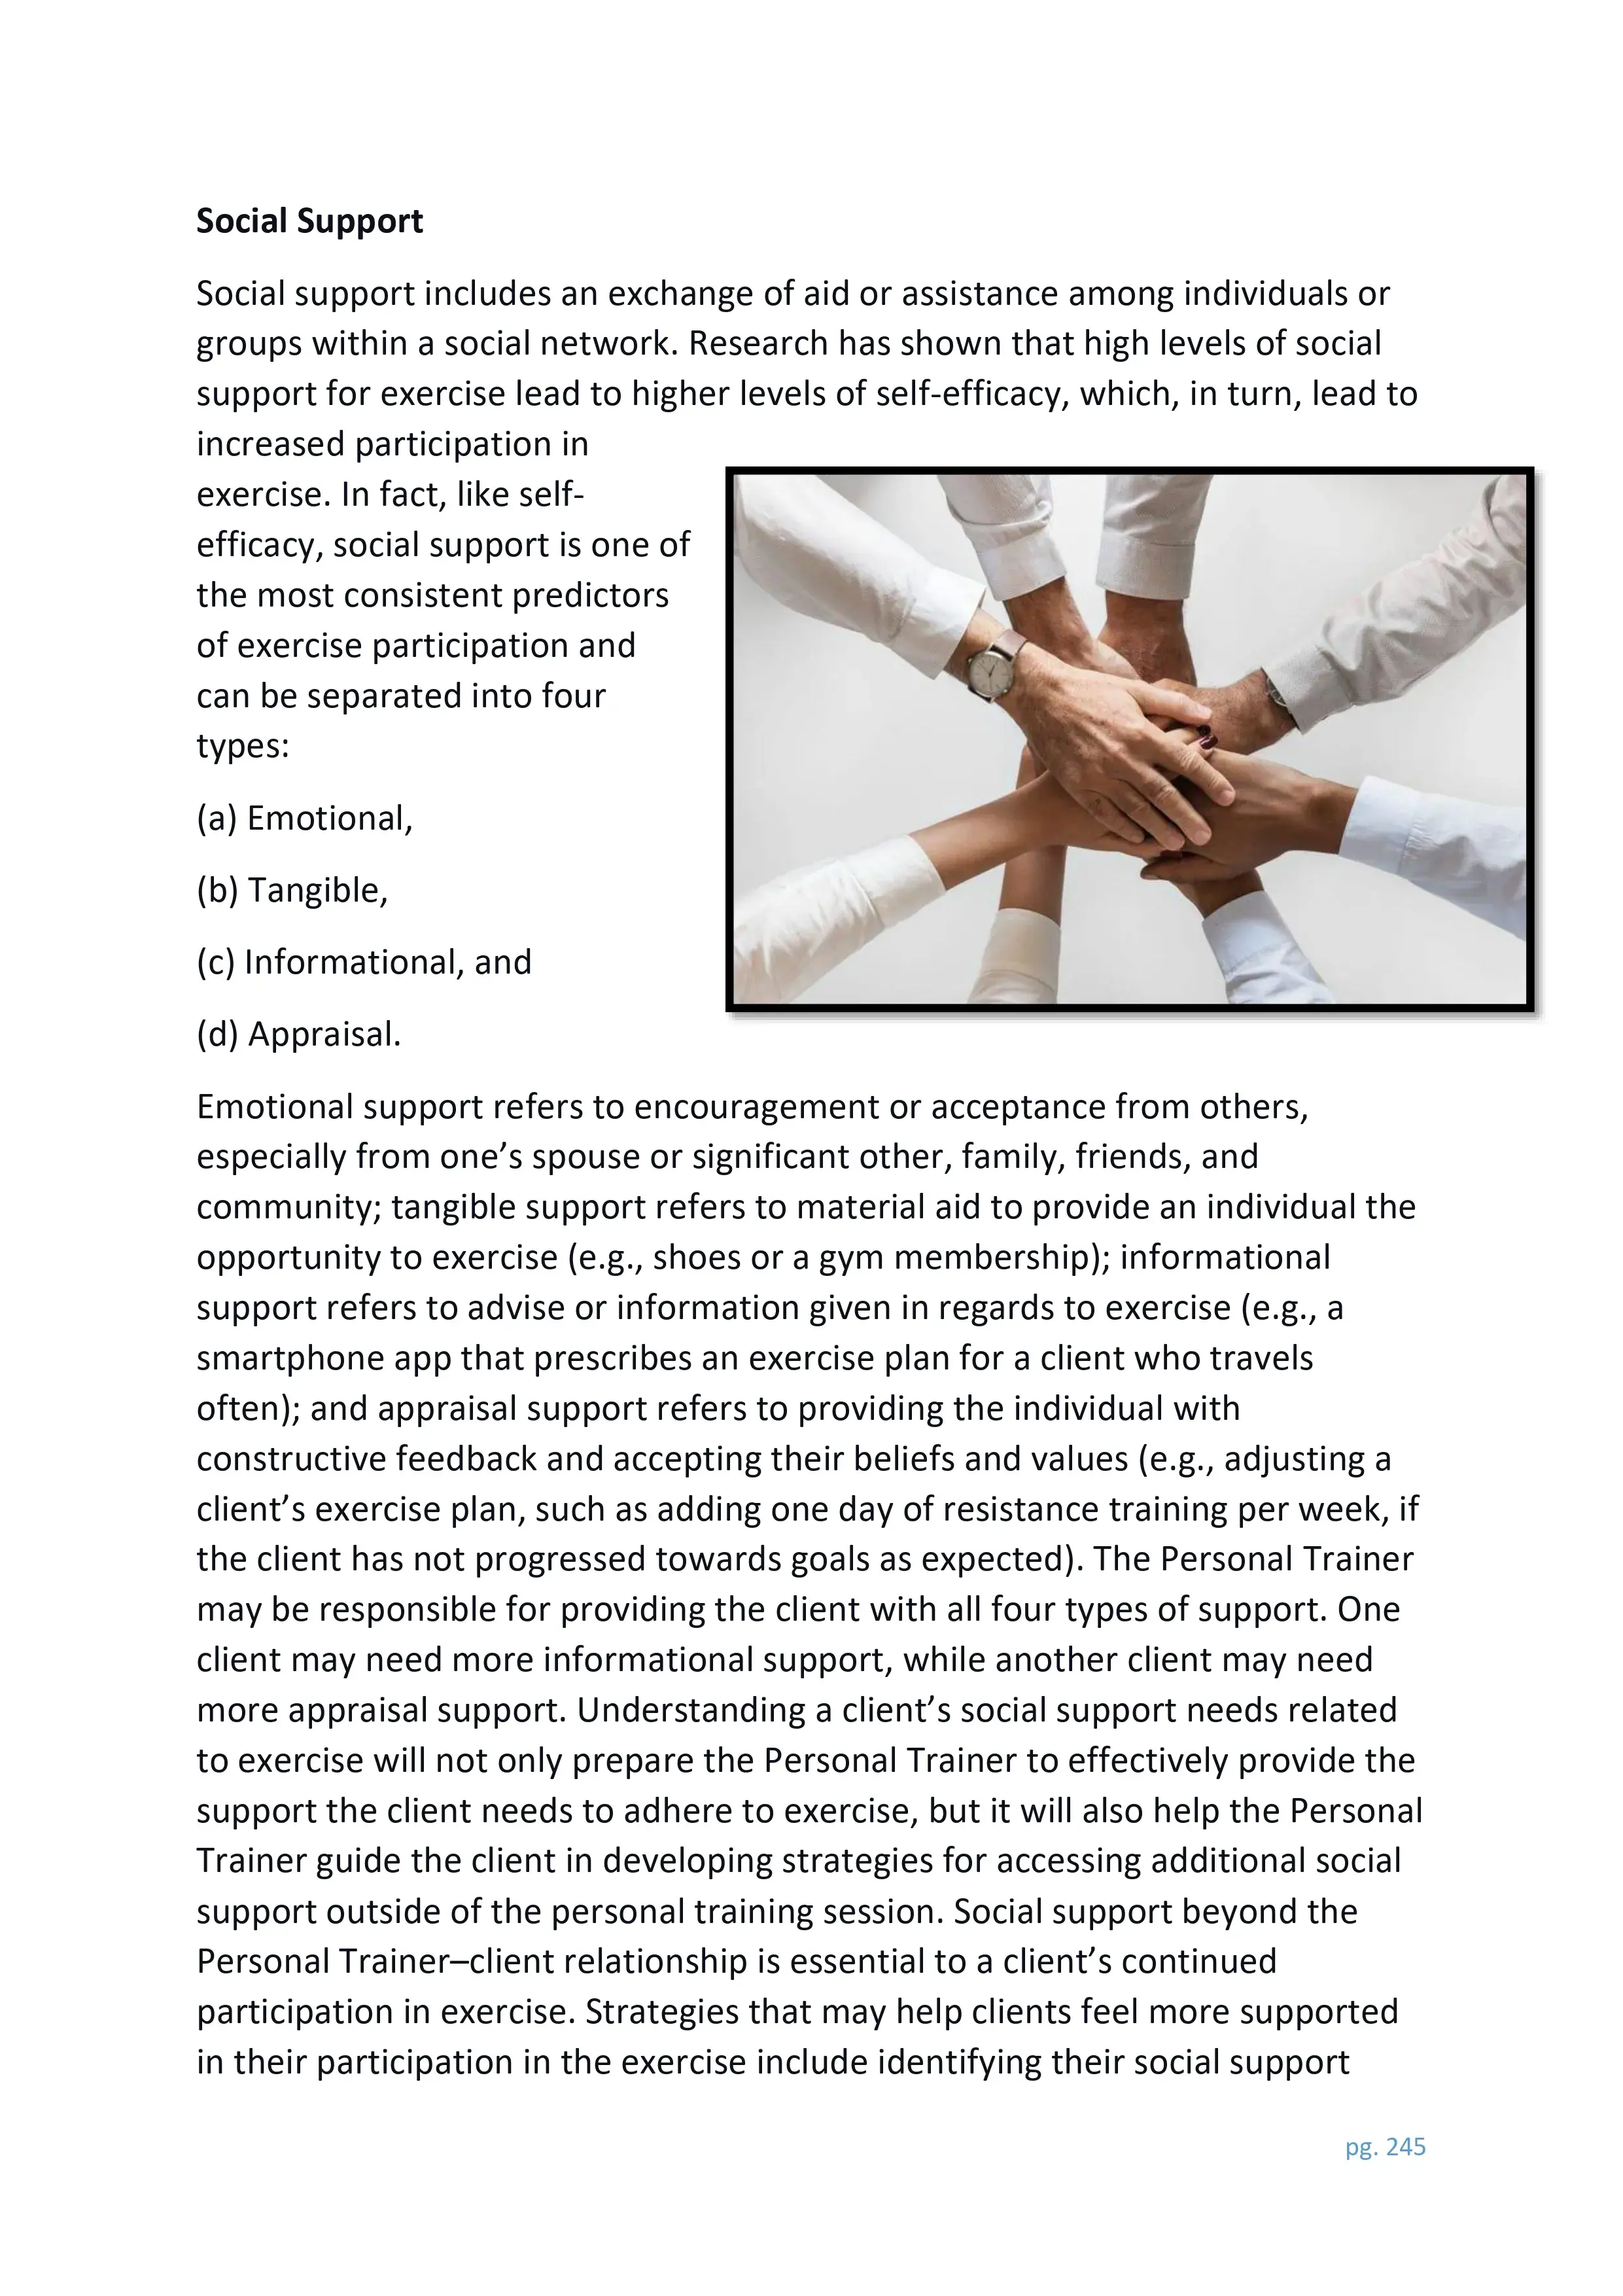 Social Support
Social support includes an exchange of aid or assistance among individuals or
groups within a social network. Research has shown that high levels of social
support for exercise lead to higher levels of self-efficacy, which, in turn, lead to
increased participation in
exercise. In fact, like self-
efficacy, social support is one of
the most consistent predictors
of exercise participation and
can be separated into four
types:
(a) Emotional,
(b) Tangible,
(c) Informational, and
(d) Appraisal.
Emotional support refers to encouragement or acceptance from others,
especially from one’s spouse or significant other, family, friends, and
community; tangible support refers to material aid to provide an individual the
opportunity to exercise (e.g., shoes or a gym membership); informational
support refers to advise or information given in regards to exercise (e.g., a
smartphone app that prescribes an exercise plan for a client who travels
often); and appraisal support refers to providing the individual with
constructive feedback and accepting their beliefs and values (e.g., adjusting a
client’s exercise plan, such as adding one day of resistance training per week, if
the client has not progressed towards goals as expected). The Personal Trainer
may be responsible for providing the client with all four types of support. One
client may need more informational support, while another client may need
more appraisal support. Understanding a client’s social support needs related
to exercise will not only prepare the Personal Trainer to effectively provide the
support the client needs to adhere to exercise, but it will also help the Personal
Trainer guide the client in developing strategies for accessing additional social
support outside of the personal training session. Social support beyond the
Personal Trainer–client relationship is essential to a client’s continued
participation in exercise. Strategies that may help clients feel more supported
in their participation in the exercise include identifying their social support
pg. 245